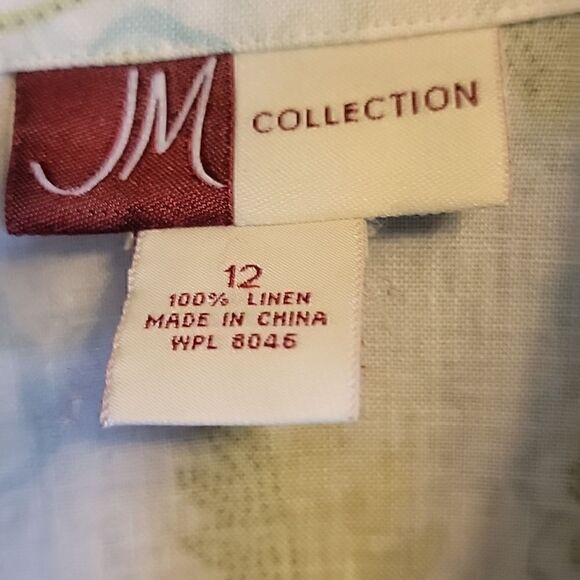 JM
COLLECTION
12
100% LINEN
MADE IN CHINA
WPL 8046